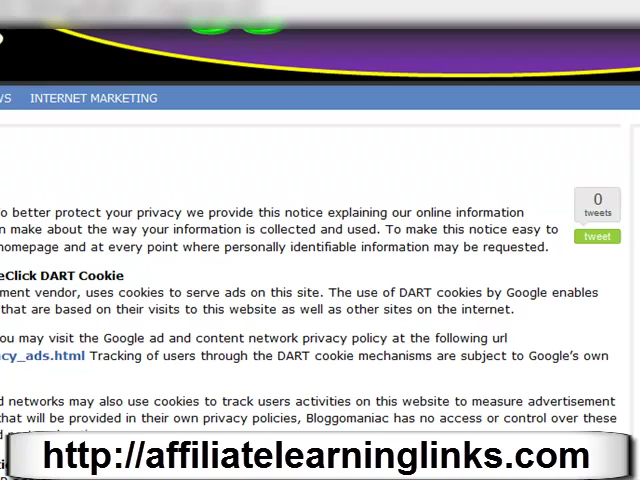 WS INTERNET MARKETING
0
tweets
o better protect your privacy we provide this notice explaining our online information
n make about the way your information is collected and used. To make this notice easy to
tweet
homepage and at every point where personally identifiable information may be requested.
eClick DART Cookie
ment vendor, uses cookies to serve ads on this site. The use of DART cookies by Google enables
that are based on their visits to this website as well as other sites on the internet.
ou may visit the Google ad and content network privacy policy at the following url
cy_ads.html Tracking of users through the DART cookie mechanisms are subject to Google's own
d networks may also use cookies to track users activities on this website to measure advertisement
that will be provided in their own privacy policies, Bloggomaniac has no access or control over these
http://affiliatelearninglinks.com